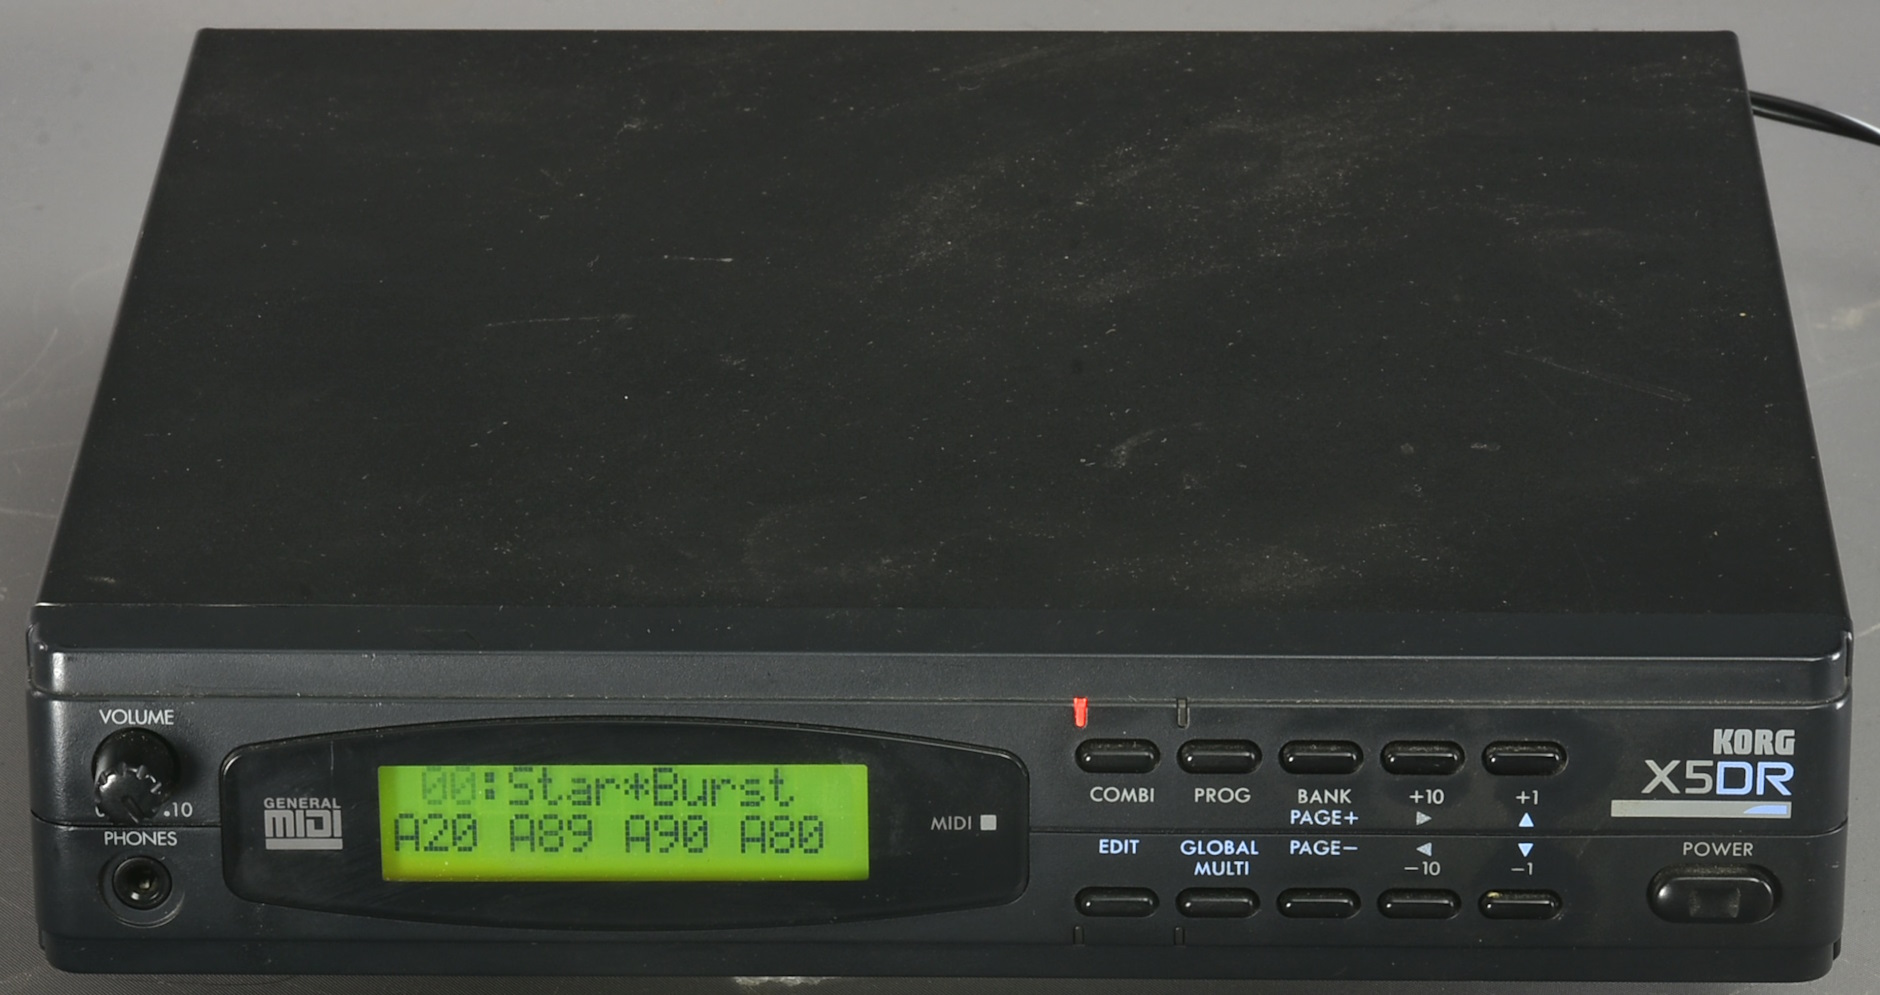 VOLUME
10
PHONES
GENERAL
MIDI
00:Star*Burst
A20 A89 A90 A80
MIDI
COMBI PROG BANK +10 +1
PAGE+
EDIT GLOBAL PAGE−
MULTI −10 −1
KORG
X5DR
POWER